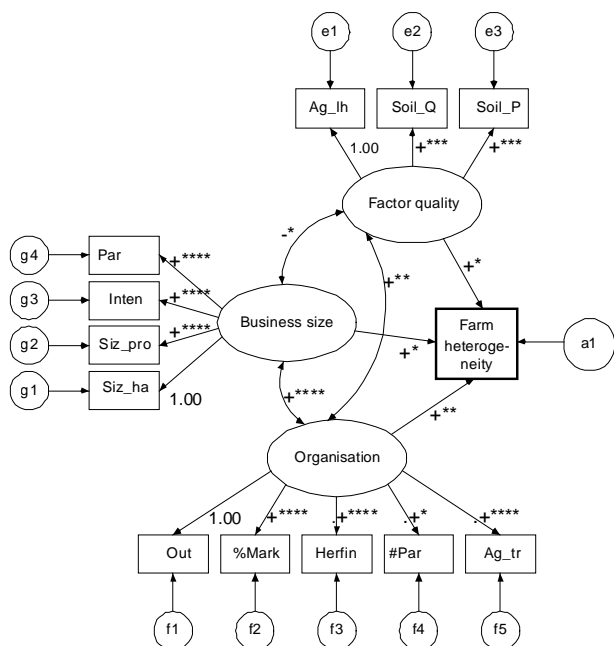 e1
e2
e3
Ag_lh
Soil_Q
Soil_P
1.00
+***
+***
Factor quality
-*
+**
+*
g4
Par
+****
g3
Inten
+****
g2
Siz_pro
+****
g1
Siz_ha
1.00
Business size
+*
Farm
heteroge-
neity
a1
+****
+**
Organisation
1.00
+****
.+****
.+*
.+****
Out
%Mark
Herfin
#Par
Ag_tr
f1
f2
f3
f4
f5